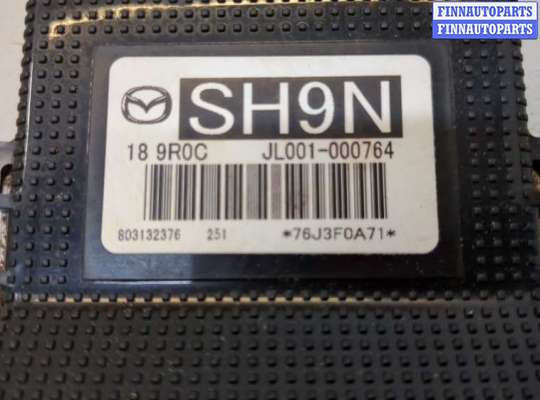 FINNAUTOPARTS
FINNAUTOPARTS
SH9N
18 9R0C JL001-000764
803132376 251 *76J3F0A71*